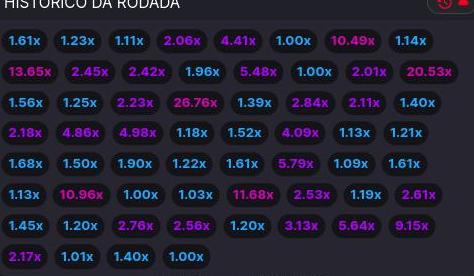 HISTÓRICO DA RODADA
1.61x 1.23x 1.11x 2.06x 4.41x 1.00x 10.49x 1.14x
13.65x 2.45x 2.42x 1.96x 5.48x 1.00x 2.01x 20.53x
1.56x 1.25x 2.23x 26.76x 1.39x 2.84x 2.11x 1.40x
2.18x 4.86x 4.98x 1.18x 1.52x 4.09x 1.13x 1.21x
1.68x 1.50x 1.90x 1.22x 1.61x 5.79x 1.09x 1.61x
1.13x 10.96x 1.00x 1.03x 11.68x 2.53x 1.19x 2.61x
1.45x 1.20x 2.76x 2.56x 1.20x 3.13x 5.64x 9.15x
2.17x 1.01x 1.40x 1.00x